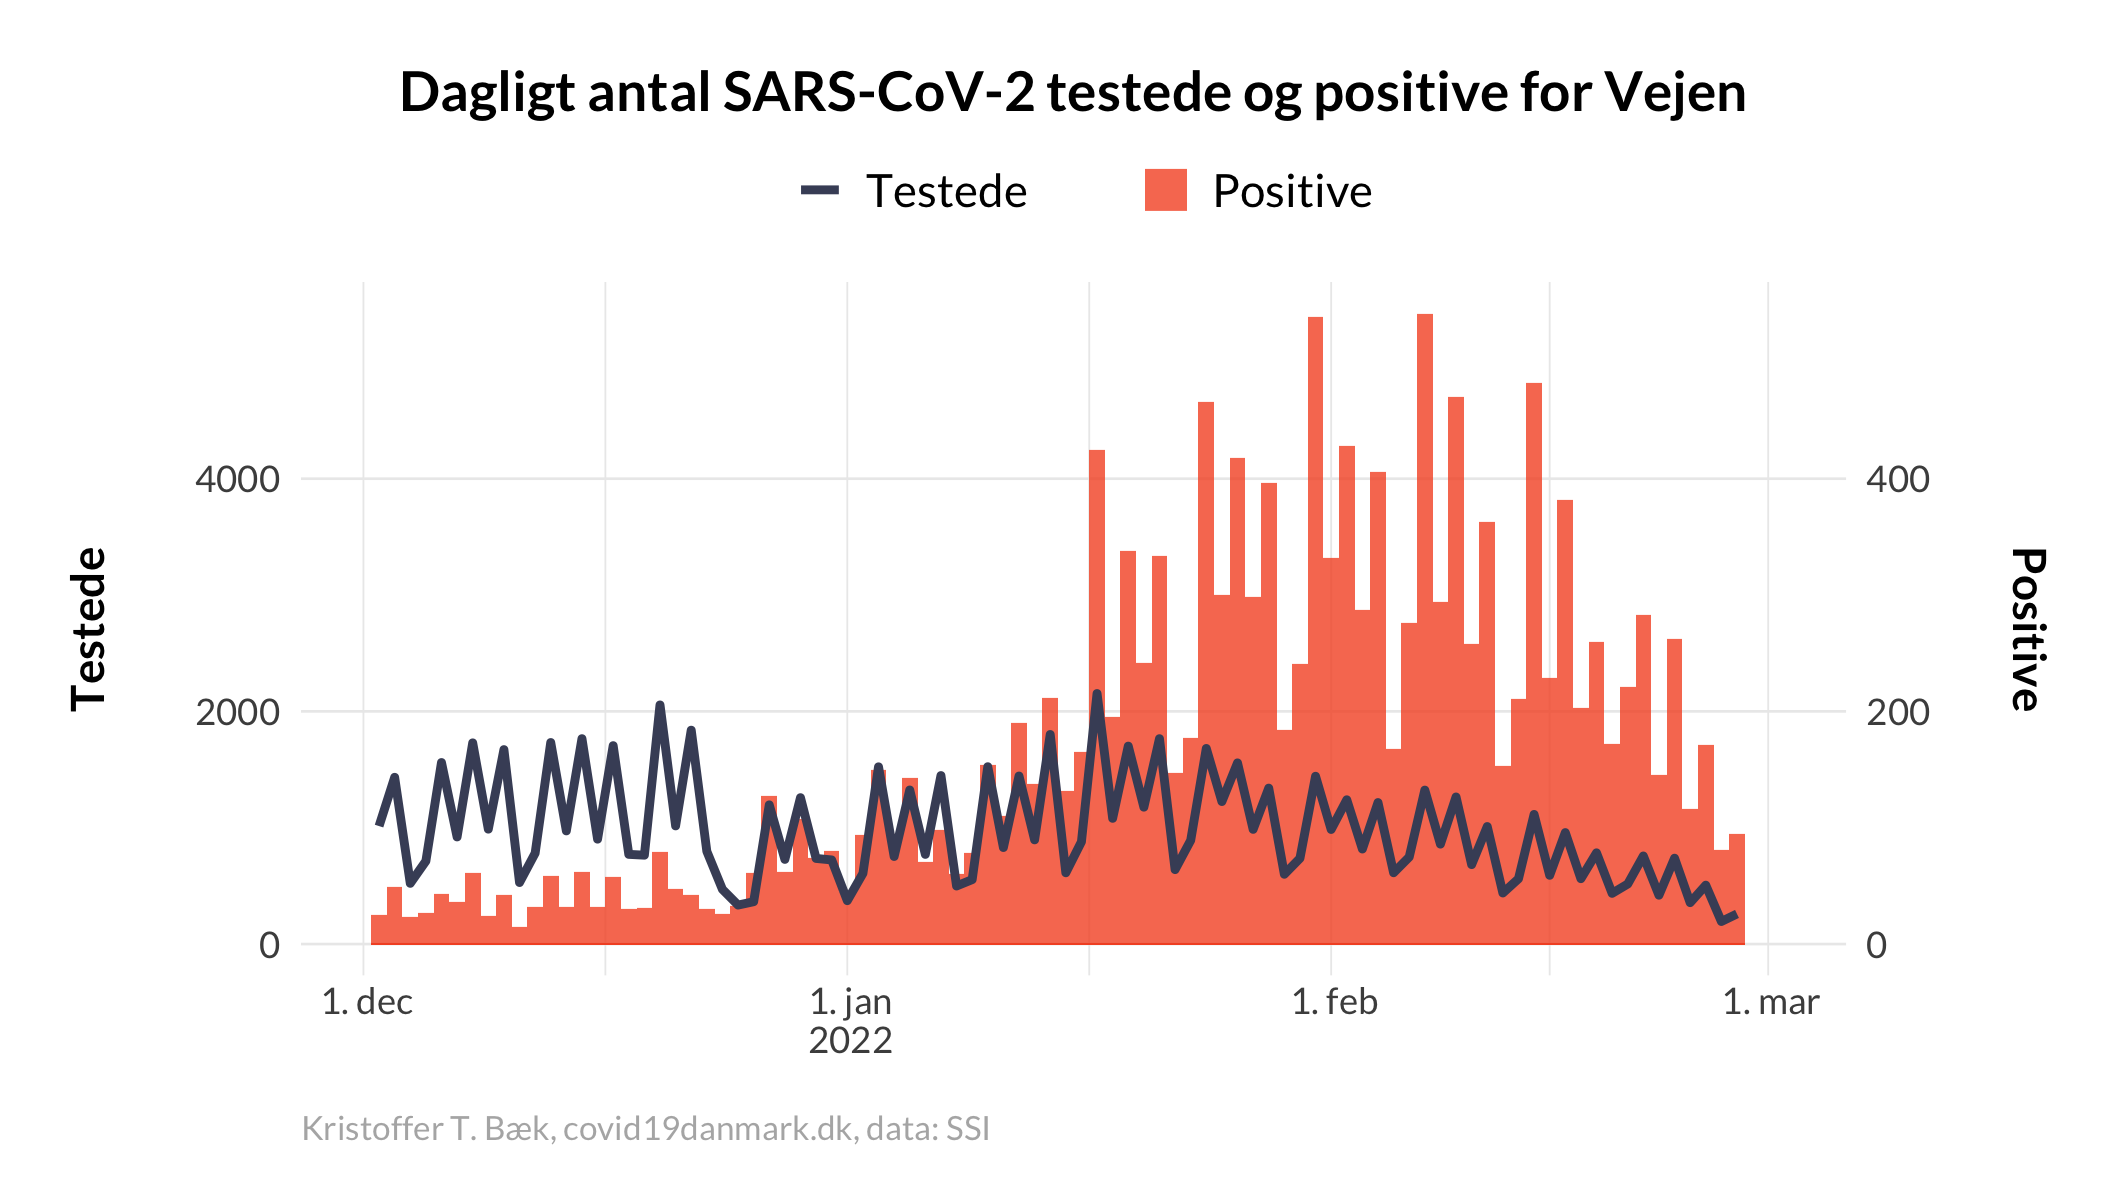 Dagligt antal SARS-CoV-2 testede og positive for Vejen
Testede
Positive
4000
2000
0
400
200
0
Testede
Positive
1. dec
1. jan
2022
1. feb
1. mar
Kristoffer T. Bæk, covid19danmark.dk, data: SSI